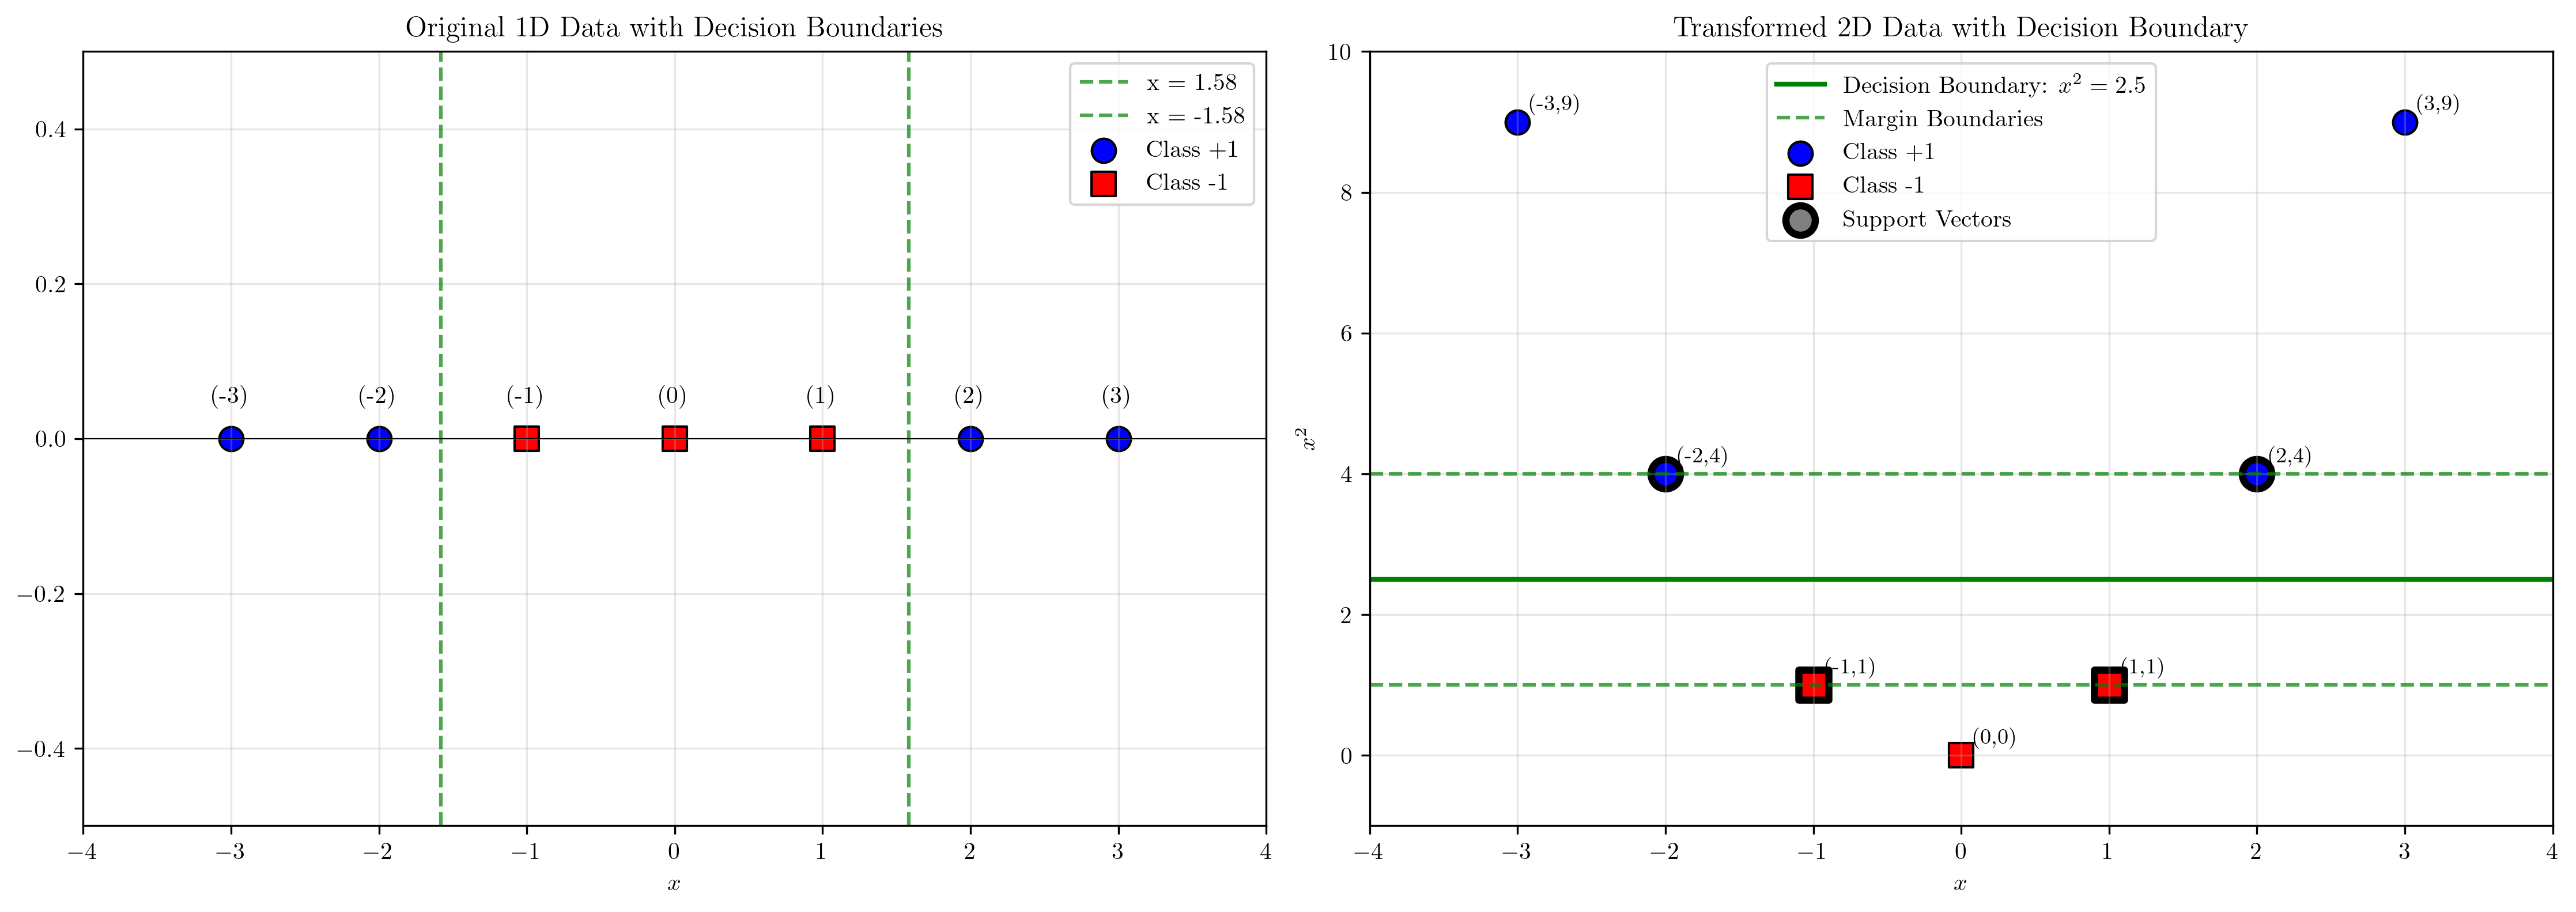 Original 1D Data with Decision Boundaries
x = 1.58
x = -1.58
Class +1
Class -1
0.4
0.2
0.0
−0.2
−0.4
(-3) (-2) (-1) (0) (1) (2) (3)
−4 −3 −2 −1 0 1 2 3 4
x
Transformed 2D Data with Decision Boundary
Decision Boundary: x² = 2.5
Margin Boundaries
Class +1
Class -1
Support Vectors
10
8
6
4
2
0
x²
(-3,9) (3,9)
(-2,4) (2,4)
(-1,1) (1,1)
(0,0)
−4 −3 −2 −1 0 1 2 3 4
x